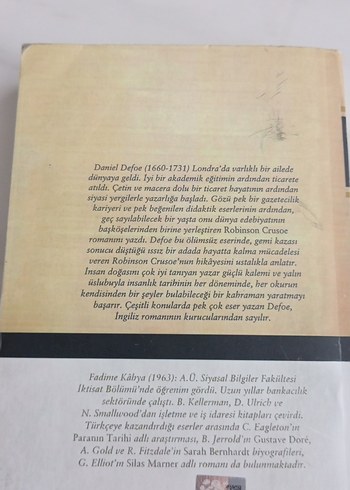 Daniel Defoe (1660-1731) Londra'da varlıklı bir ailede
dünyaya geldi. İyi bir akademik eğitimin ardından ticarete
atıldı. Çetin ve macera dolu bir ticaret hayatının ardından
siyasi yergilerle yazarlığa başladı. Gözü pek bir gazetecilik
kariyeri ve pek beğenilen didaktik eserlerinin ardından,
geç sayılabilecek bir yaşta onu dünya edebiyatının
başköşelerinden birine yerleştiren Robinson Crusoe
romanını yazdı. Defoe bu ölümsüz eserinde, gemi kazası
sonucu düştüğü ıssız bir adada hayatta kalma mücadelesi
veren Robinson Crusoe'nun hikâyesini ustalıkla anlatır.
İnsan doğasını çok iyi tanıyan yazar güçlü kalemi ve yalın
üslubuyla insanlık tarihinin her döneminde, her okurun
kendisinden bir şeyler bulabileceği bir kahraman yaratmayı
başarır. Çeşitli konularda pek çok eser yazan Defoe,
İngiliz romanının kurucularından sayılır.
Fadime Kâhya (1963): A.Ü. Siyasal Bilgiler Fakültesi
İktisat Bölümü'nde öğrenim gördü. Uzun yıllar bankacılık
sektöründe çalıştı. B. Kellerman, D. Ulrich ve
N. Smallwood'dan işletme ve iş idaresi kitapları çevirdi.
Türkçeye kazandırdığı eserler arasında C. Eagleton'ın
Paranın Tarihi adlı araştırması, B. Jerrold'ın Gustave Doré,
A. Gold ve R. Fitzdale'in Sarah Bernhardt biyografileri,
G. Elliot'ın Silas Marner adlı romanı da bulunmaktadır.